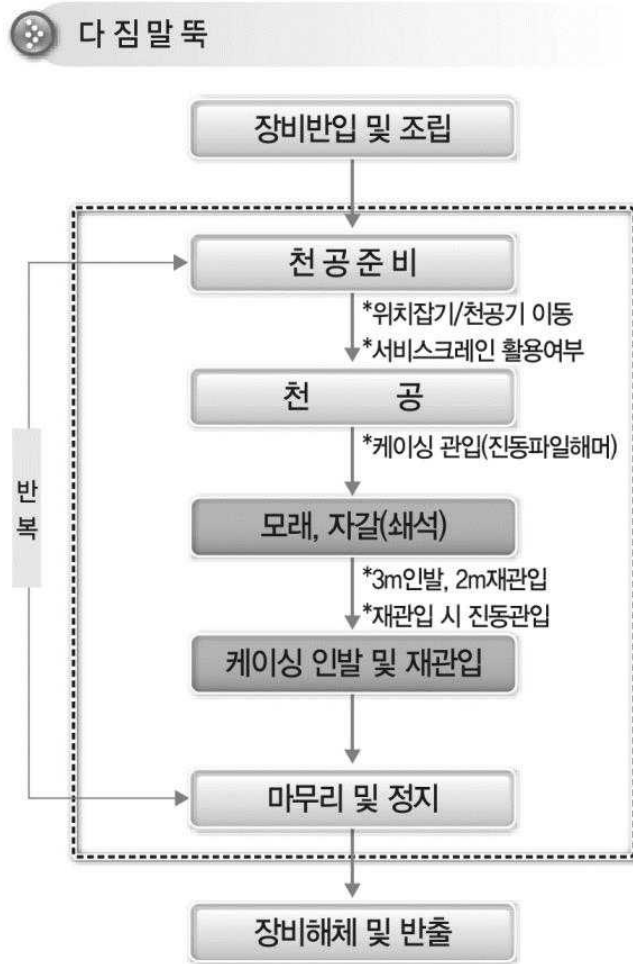 다짐말뚝
장비반입 및 조립
천공준비
*위치잡기/천공기 이동
*서비스크레인 활용여부
천 공
*케이싱 관입(진동파일해머)
반
복
모래, 자갈(쇄석)
*3m인발, 2m재관입
*재관입 시 진동관입
케이싱 인발 및 재관입
마무리 및 정지
장비해체 및 반출